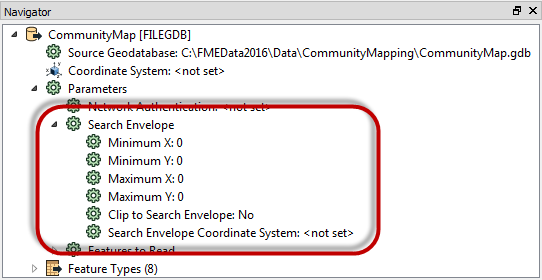 Navigator
CommunityMap [FILEGDB]
Source Geodatabase: C:\FMEData2016\Data\CommunityMapping\CommunityMap.gdb
Coordinate System: <not set>
Parameters
Network Authentication: <not set>
Search Envelope
Minimum X: 0
Minimum Y: 0
Maximum X: 0
Maximum Y: 0
Clip to Search Envelope: No
Search Envelope Coordinate System: <not set>
Features to Read
Feature Types (8)